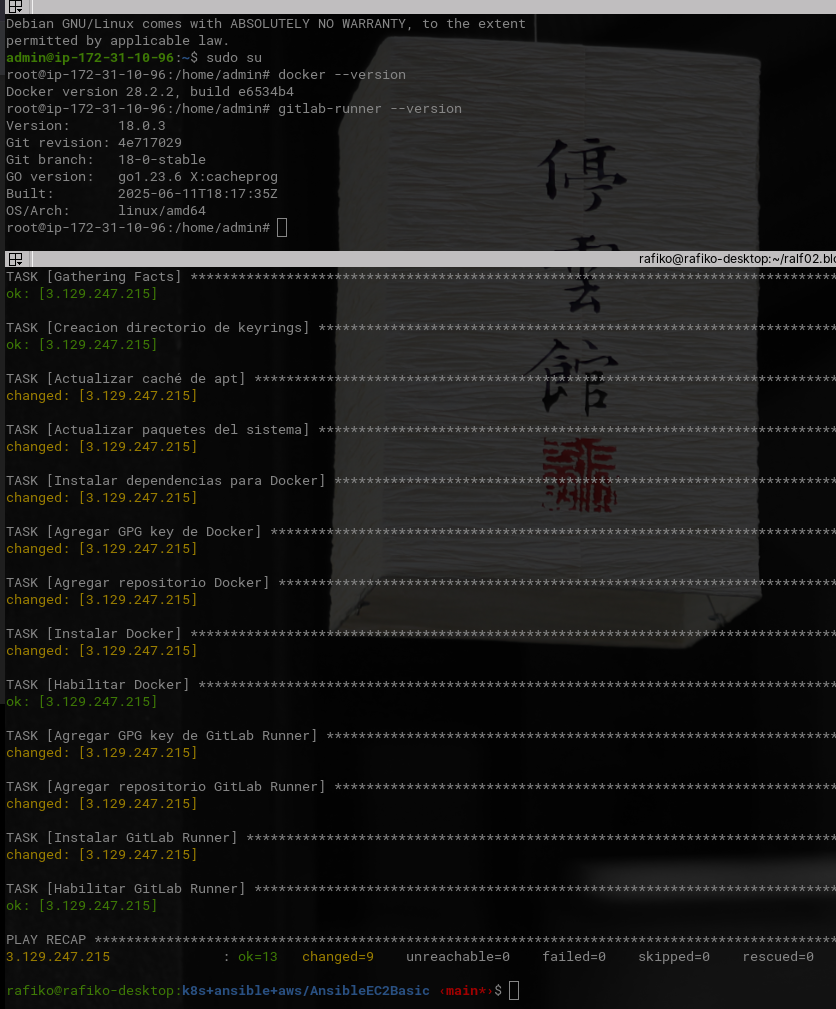 Debian GNU/Linux comes with ABSOLUTELY NO WARRANTY, to the extent
permitted by applicable law.
admin@ip-172-31-10-96:~$ sudo su
root@ip-172-31-10-96:/home/admin# docker --version
Docker version 28.2.2, build e6534b4
root@ip-172-31-10-96:/home/admin# gitlab-runner --version
Version:      18.0.3
Git revision: 4e717029
Git branch:   18-0-stable
GO version:   go1.23.6 X:cacheprog
Built:        2025-06-11T18:17:35Z
OS/Arch:      linux/amd64
root@ip-172-31-10-96:/home/admin#
停雲館
rafiko@rafiko-desktop:~/ralf02.blo
TASK [Gathering Facts] ********************************************************************************
ok: [3.129.247.215]
TASK [Creacion directorio de keyrings] ****************************************************************
ok: [3.129.247.215]
TASK [Actualizar caché de apt] ************************************************************************
changed: [3.129.247.215]
TASK [Actualizar paquetes del sistema] ****************************************************************
changed: [3.129.247.215]
TASK [Instalar dependencias para Docker] **************************************************************
changed: [3.129.247.215]
TASK [Agregar GPG key de Docker] **********************************************************************
changed: [3.129.247.215]
TASK [Agregar repositorio Docker] *********************************************************************
changed: [3.129.247.215]
TASK [Instalar Docker] ********************************************************************************
changed: [3.129.247.215]
TASK [Habilitar Docker] *******************************************************************************
ok: [3.129.247.215]
TASK [Agregar GPG key de GitLab Runner] ***************************************************************
changed: [3.129.247.215]
TASK [Agregar repositorio GitLab Runner] **************************************************************
changed: [3.129.247.215]
TASK [Instalar GitLab Runner] *************************************************************************
changed: [3.129.247.215]
TASK [Habilitar GitLab Runner] ************************************************************************
ok: [3.129.247.215]
PLAY RECAP ********************************************************************************************
3.129.247.215              : ok=13   changed=9    unreachable=0    failed=0    skipped=0    rescued=0
rafiko@rafiko-desktop:k8s+ansible+aws/AnsibleEC2Basic ‹main*›$